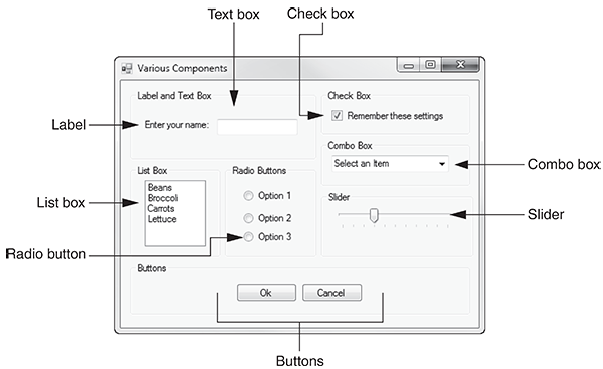 Text box
Check box
Various Components
Label and Text Box
Check Box
Label
Enter your name:
Remember these settings
Combo Box
Select an Item
Combo box
List Box
Radio Buttons
List box
Beans
Broccoli
Carrots
Lettuce
Option 1
Option 2
Option 3
Slider
Slider
Radio button
Buttons
Ok
Cancel
Buttons